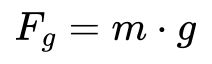 F_g = m · g